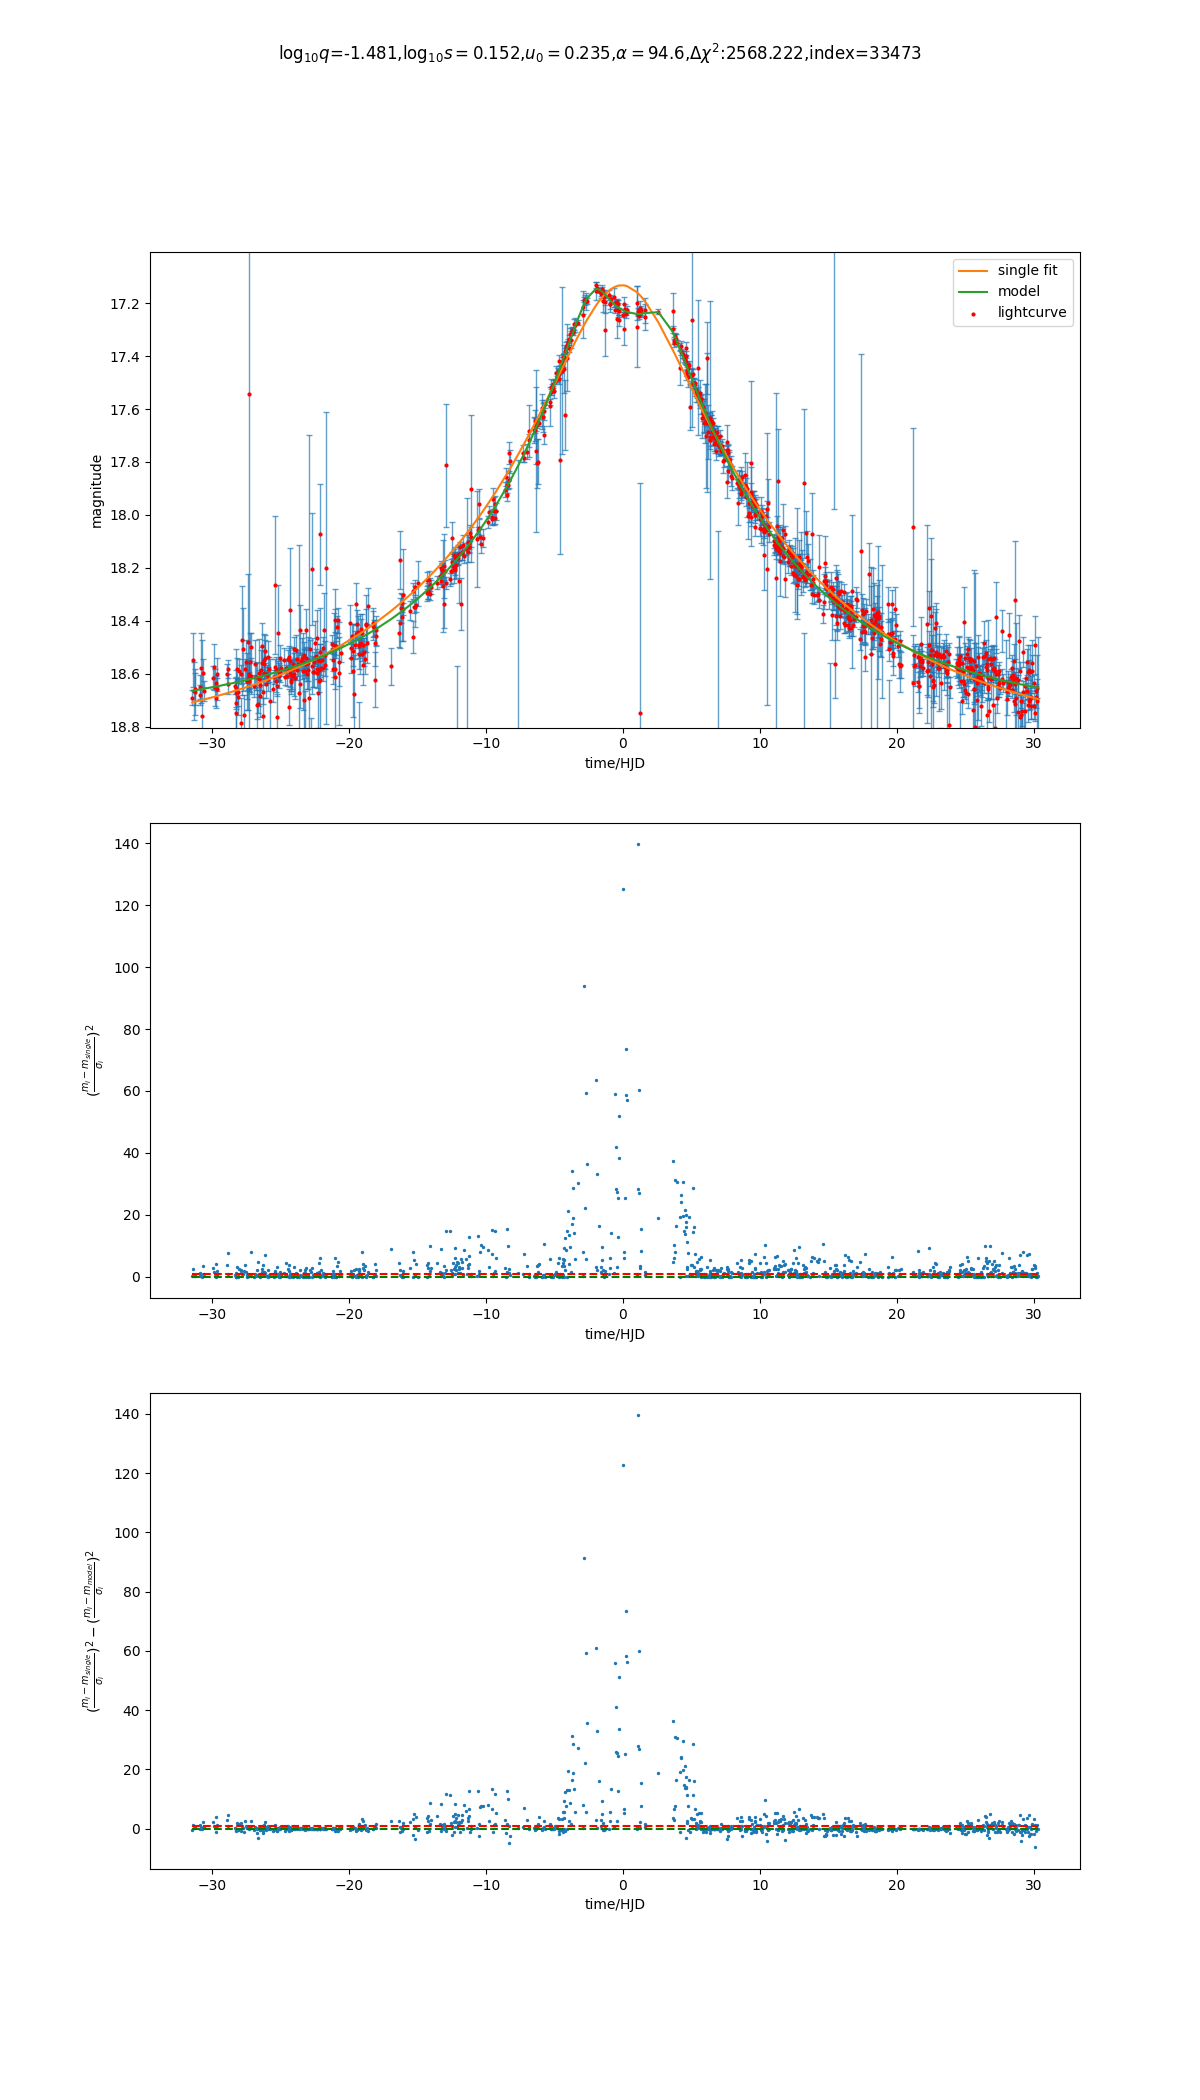 log₁₀q=-1.481,log₁₀s = 0.152,u₀ = 0.235,α = 94.6,Δχ²:2568.222,index=33473
single fit
model
lightcurve
magnitude
17.2
17.4
17.6
17.8
18.0
18.2
18.4
18.6
18.8
−30 −20 −10 0 10 20 30
time/HJD
(mᵢ − m_single / σᵢ)²
140
120
100
80
60
40
20
0
−30 −20 −10 0 10 20 30
time/HJD
(mᵢ − m_single / σᵢ)² − (mᵢ − m_model / σᵢ)²
140
120
100
80
60
40
20
0
−30 −20 −10 0 10 20 30
time/HJD